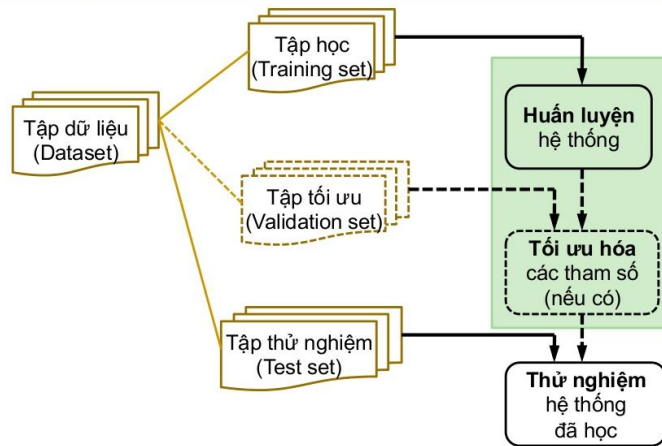 Tập học
(Training set)
Tập dữ liệu
(Dataset)
Huấn luyện
hệ thống
Tập tối ưu
(Validation set)
Tối ưu hóa
các tham số
(nếu có)
Tập thử nghiệm
(Test set)
Thử nghiệm
hệ thống
đã học